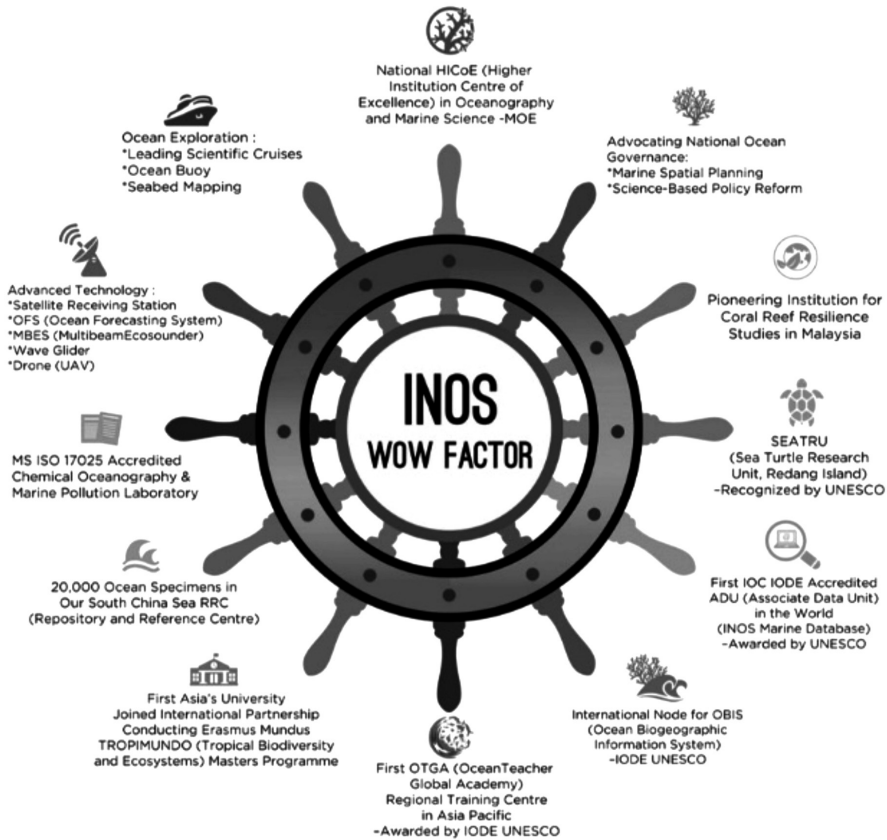 National HICoE (Higher
Institution Centre of
Excellence) in Oceanography
and Marine Science -MOE
Advocating National Ocean
Governance:
*Marine Spatial Planning
*Science-Based Policy Reform
Pioneering Institution for
Coral Reef Resilience
Studies in Malaysia
SEATRU
(Sea Turtle Research
Unit, Redang Island)
-Recognized by UNESCO
First IOC IODE Accredited
ADU (Associate Data Unit)
in the World
(INOS Marine Database)
-Awarded by UNESCO
International Node for OBIS
(Ocean Biogeographic
Information System)
-IODE UNESCO
First OTGA (OceanTeacher
Global Academy)
Regional Training Centre
in Asia Pacific
-Awarded by IODE UNESCO
First Asia's University
Joined International Partnership
Conducting Erasmus Mundus
TROPIMUNDO (Tropical Biodiversity
and Ecosystems) Masters Programme
20,000 Ocean Specimens in
Our South China Sea RRC
(Repository and Reference Centre)
MS ISO 17025 Accredited
Chemical Oceanography &
Marine Pollution Laboratory
Advanced Technology :
*Satellite Receiving Station
*OFS (Ocean Forecasting System)
*MBES (MultibeamEcosounder)
*Wave Glider
*Drone (UAV)
Ocean Exploration :
*Leading Scientific Cruises
*Ocean Buoy
*Seabed Mapping
INOS
WOW FACTOR